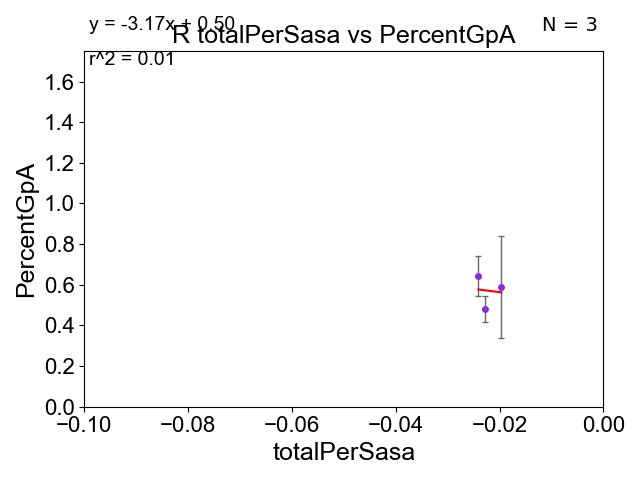 y = -3.17x + 0.50
N = 3
R totalPerSasa vs PercentGpA
r^2 = 0.01
PercentGpA
1.6
1.4
1.2
1.0
0.8
0.6
0.4
0.2
0.0
−0.10
−0.08
−0.06
−0.04
−0.02
0.00
totalPerSasa